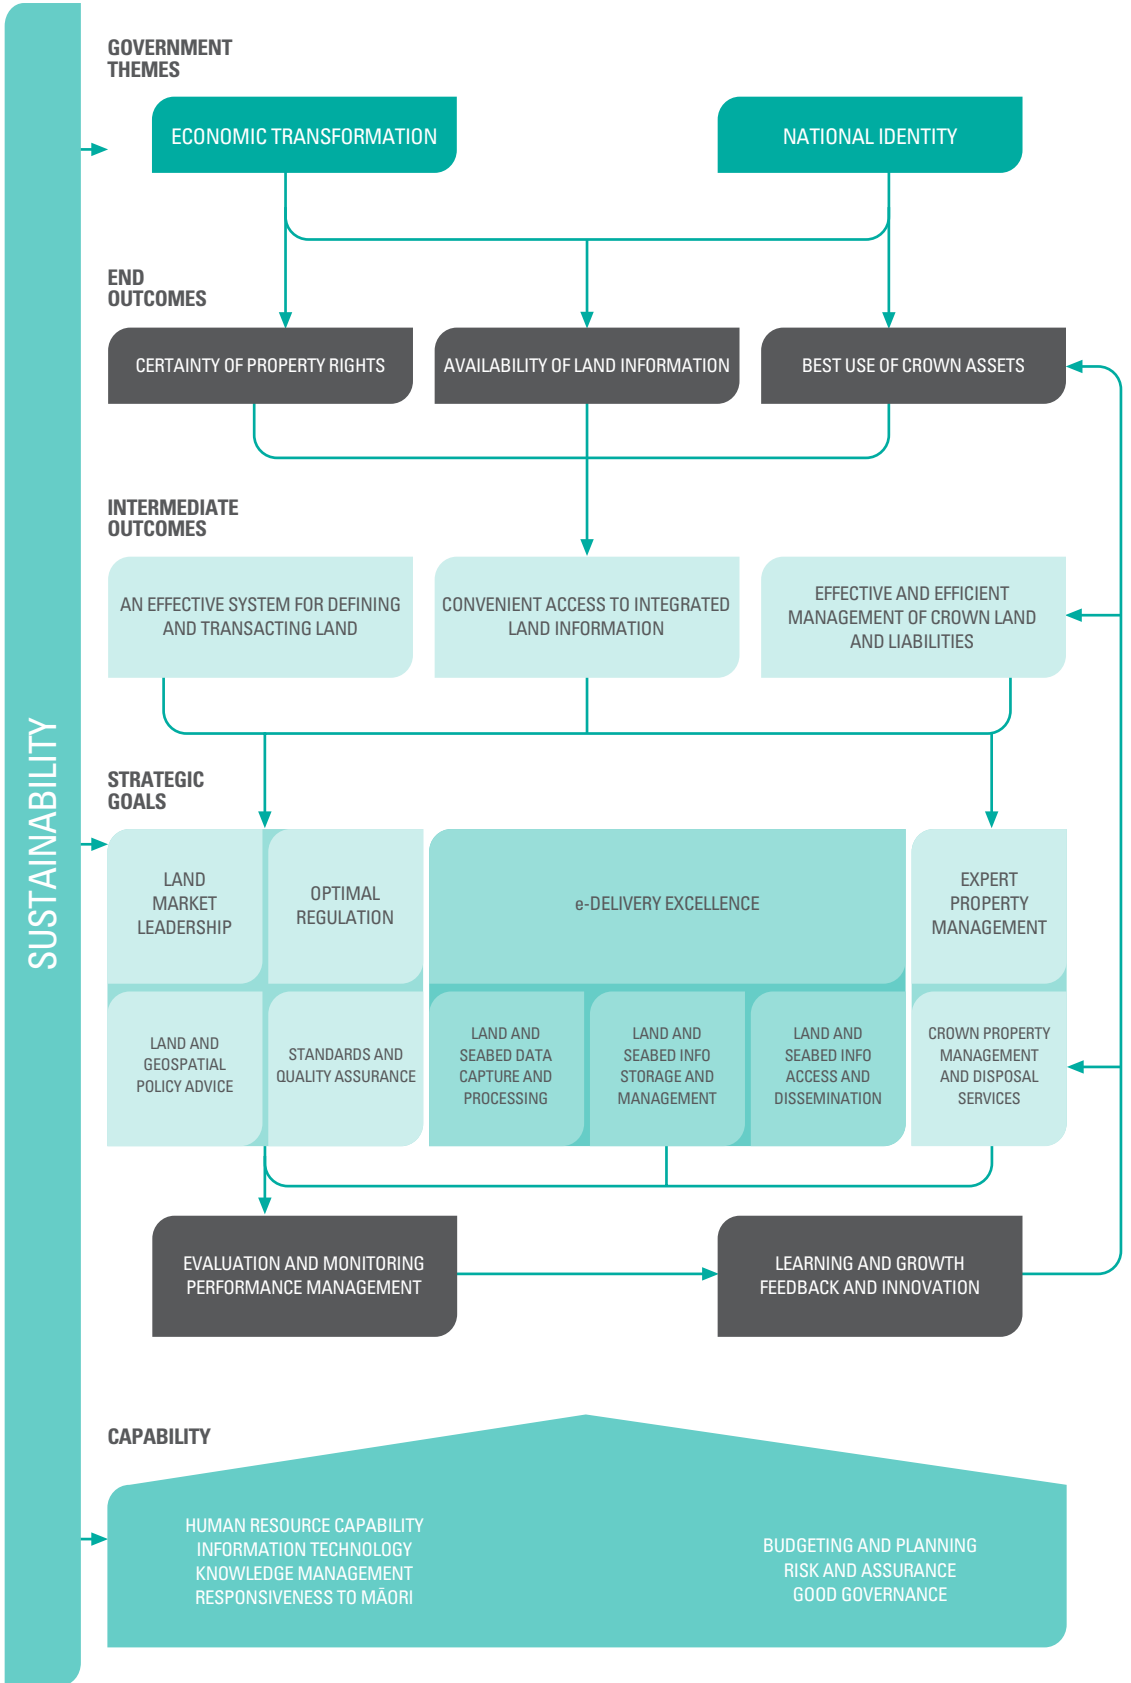 SUSTAINABILITY
GOVERNMENT
THEMES
ECONOMIC TRANSFORMATION
NATIONAL IDENTITY
END
OUTCOMES
CERTAINTY OF PROPERTY RIGHTS
AVAILABILITY OF LAND INFORMATION
BEST USE OF CROWN ASSETS
INTERMEDIATE
OUTCOMES
AN EFFECTIVE SYSTEM FOR DEFINING
AND TRANSACTING LAND
CONVENIENT ACCESS TO INTEGRATED
LAND INFORMATION
EFFECTIVE AND EFFICIENT
MANAGEMENT OF CROWN LAND
AND LIABILITIES
STRATEGIC
GOALS
LAND
MARKET
LEADERSHIP
OPTIMAL
REGULATION
e-DELIVERY EXCELLENCE
EXPERT
PROPERTY
MANAGEMENT
LAND AND
GEOSPATIAL
POLICY ADVICE
STANDARDS AND
QUALITY ASSURANCE
LAND AND
SEABED DATA
CAPTURE AND
PROCESSING
LAND AND
SEABED INFO
STORAGE AND
MANAGEMENT
LAND AND
SEABED INFO
ACCESS AND
DISSEMINATION
CROWN PROPERTY
MANAGEMENT
AND DISPOSAL
SERVICES
EVALUATION AND MONITORING
PERFORMANCE MANAGEMENT
LEARNING AND GROWTH
FEEDBACK AND INNOVATION
CAPABILITY
HUMAN RESOURCE CAPABILITY
INFORMATION TECHNOLOGY
KNOWLEDGE MANAGEMENT
RESPONSIVENESS TO MĀORI
BUDGETING AND PLANNING
RISK AND ASSURANCE
GOOD GOVERNANCE